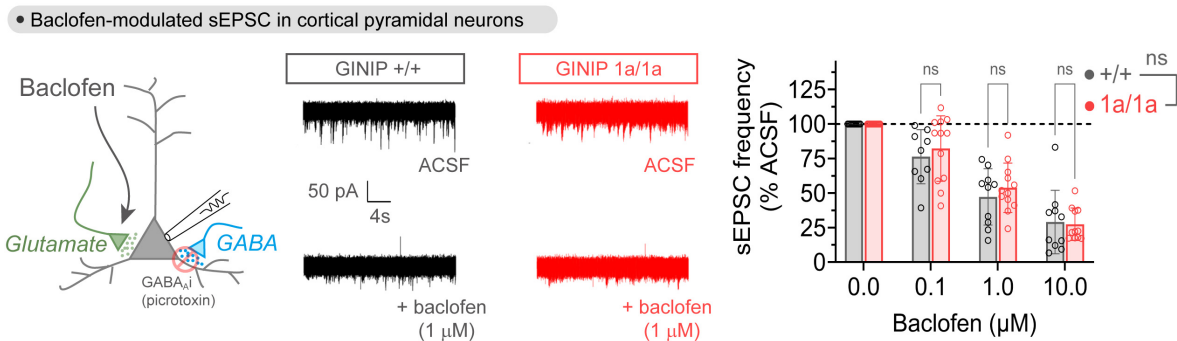 • Baclofen-modulated sEPSC in cortical pyramidal neurons
Baclofen
Glutamate
GABA
GABA_Ai
(picrotoxin)
GINIP +/+
ACSF
50 pA
4s
+ baclofen
(1 µM)
GINIP 1a/1a
ACSF
+ baclofen
(1 µM)
sEPSC frequency
(% ACSF)
125
100
75
50
25
0
ns
ns
ns
+/+
1a/1a
ns
0.0 0.1 1.0 10.0
Baclofen (µM)